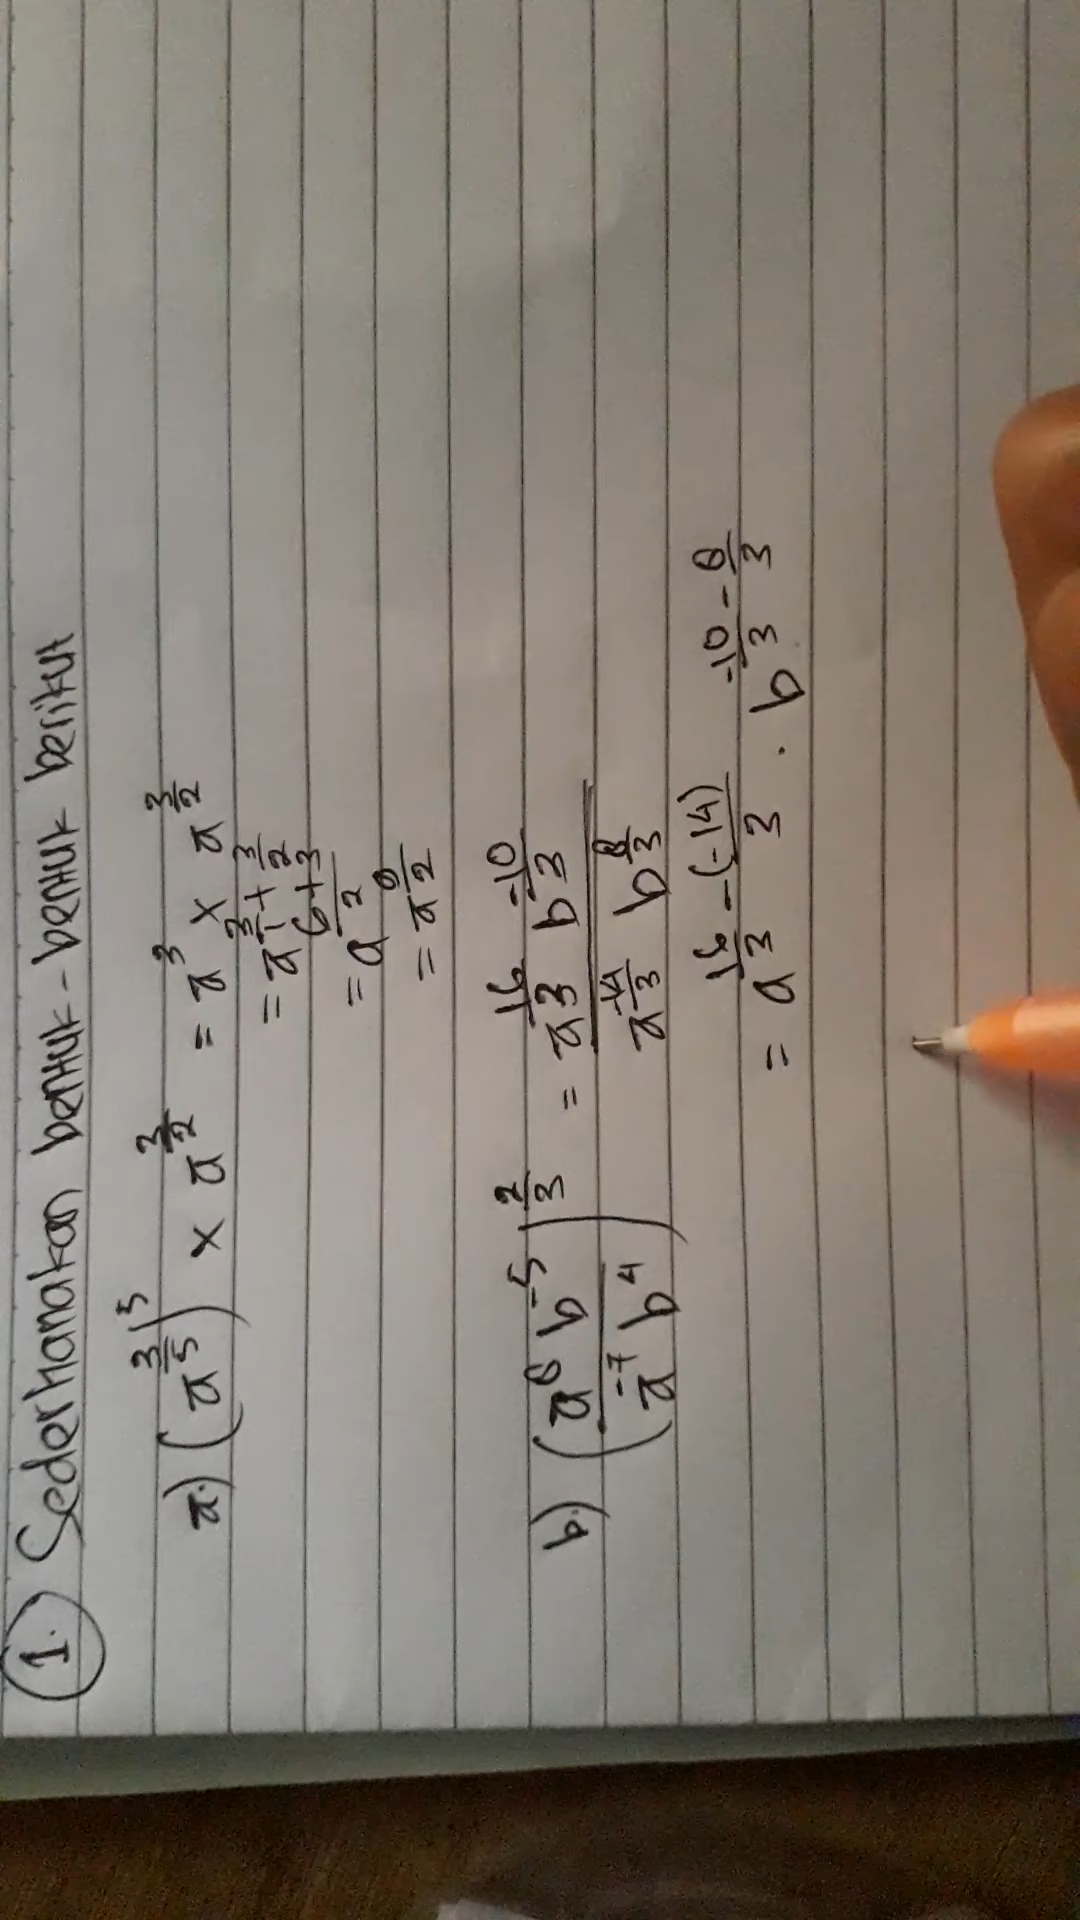 1. Sederhanakan bentuk-bentuk berikut
a.) (a^(3/5))^5 × a^(3/2) = a^3 × a^(3/2)
= a^(3/1 + 3/2)
= a^((6+3)/2)
= a^(9/2)
b.) (a^8 b^-5 / a^-7 b^4)^(2/3) = a^(16/3) b^(-10/3) / a^(-14/3) b^(8/3)
= a^(16/3 - (-14)/3) . b^(-10/3 - 8/3)